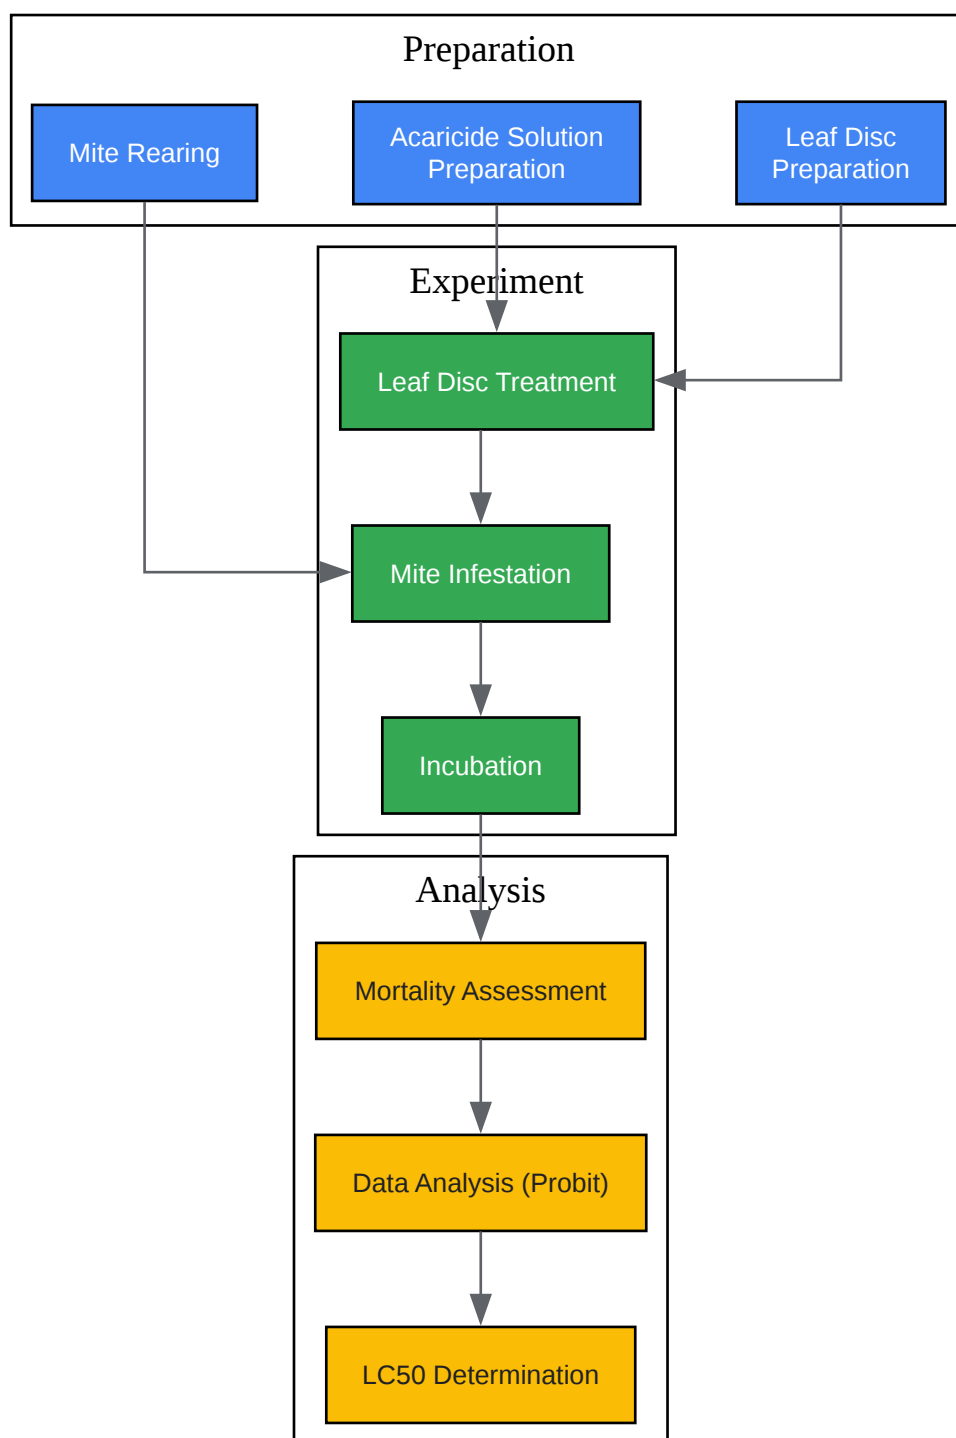 Preparation
Mite Rearing
Acaricide Solution
Preparation
Leaf Disc
Preparation
Experiment
Leaf Disc Treatment
Mite Infestation
Incubation
Analysis
Mortality Assessment
Data Analysis (Probit)
LC50 Determination